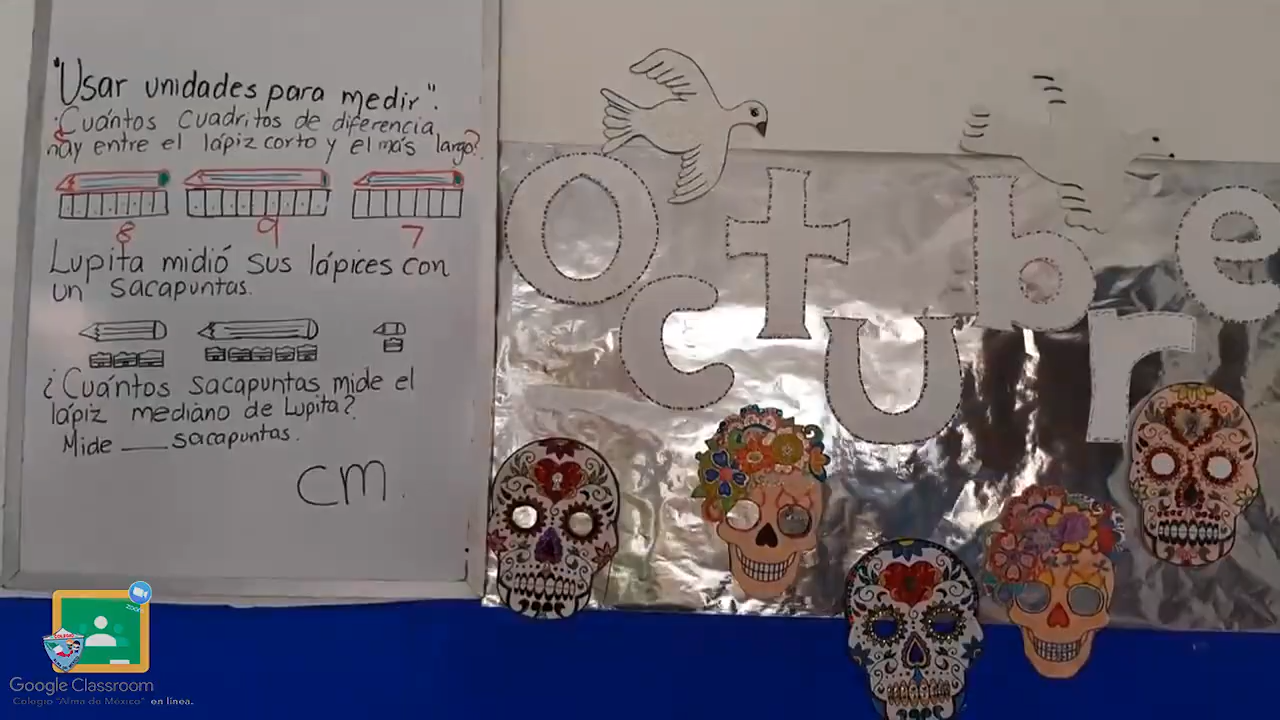 "Usar unidades para medir".
¿Cuántos cuadritos de diferencia
hay entre el lápiz corto y el más largo?
8 9 7
Lupita midió sus lápices con
un sacapuntas.
¿Cuántos sacapuntas mide el
lápiz mediano de Lupita?
Mide ___ sacapuntas.
cm.
Octubre
zoom
Google Classroom
Colegio "Alma de México" en línea.